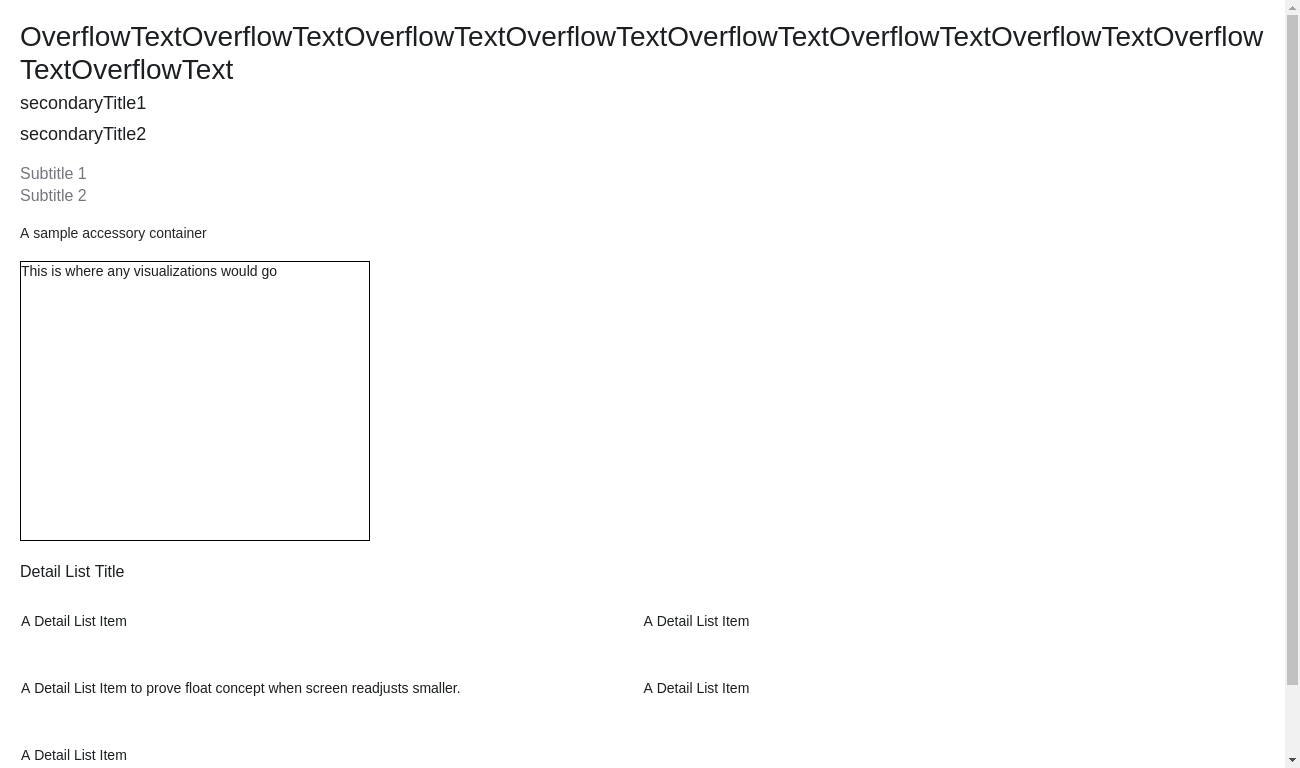 OverflowTextOverflowTextOverflowTextOverflowTextOverflowTextOverflowTextOverflowTextOverflow
TextOverflowText
secondaryTitle1
secondaryTitle2
Subtitle 1
Subtitle 2
A sample accessory container
This is where any visualizations would go
Detail List Title
A Detail List Item
A Detail List Item
A Detail List Item to prove float concept when screen readjusts smaller.
A Detail List Item
A Detail List Item